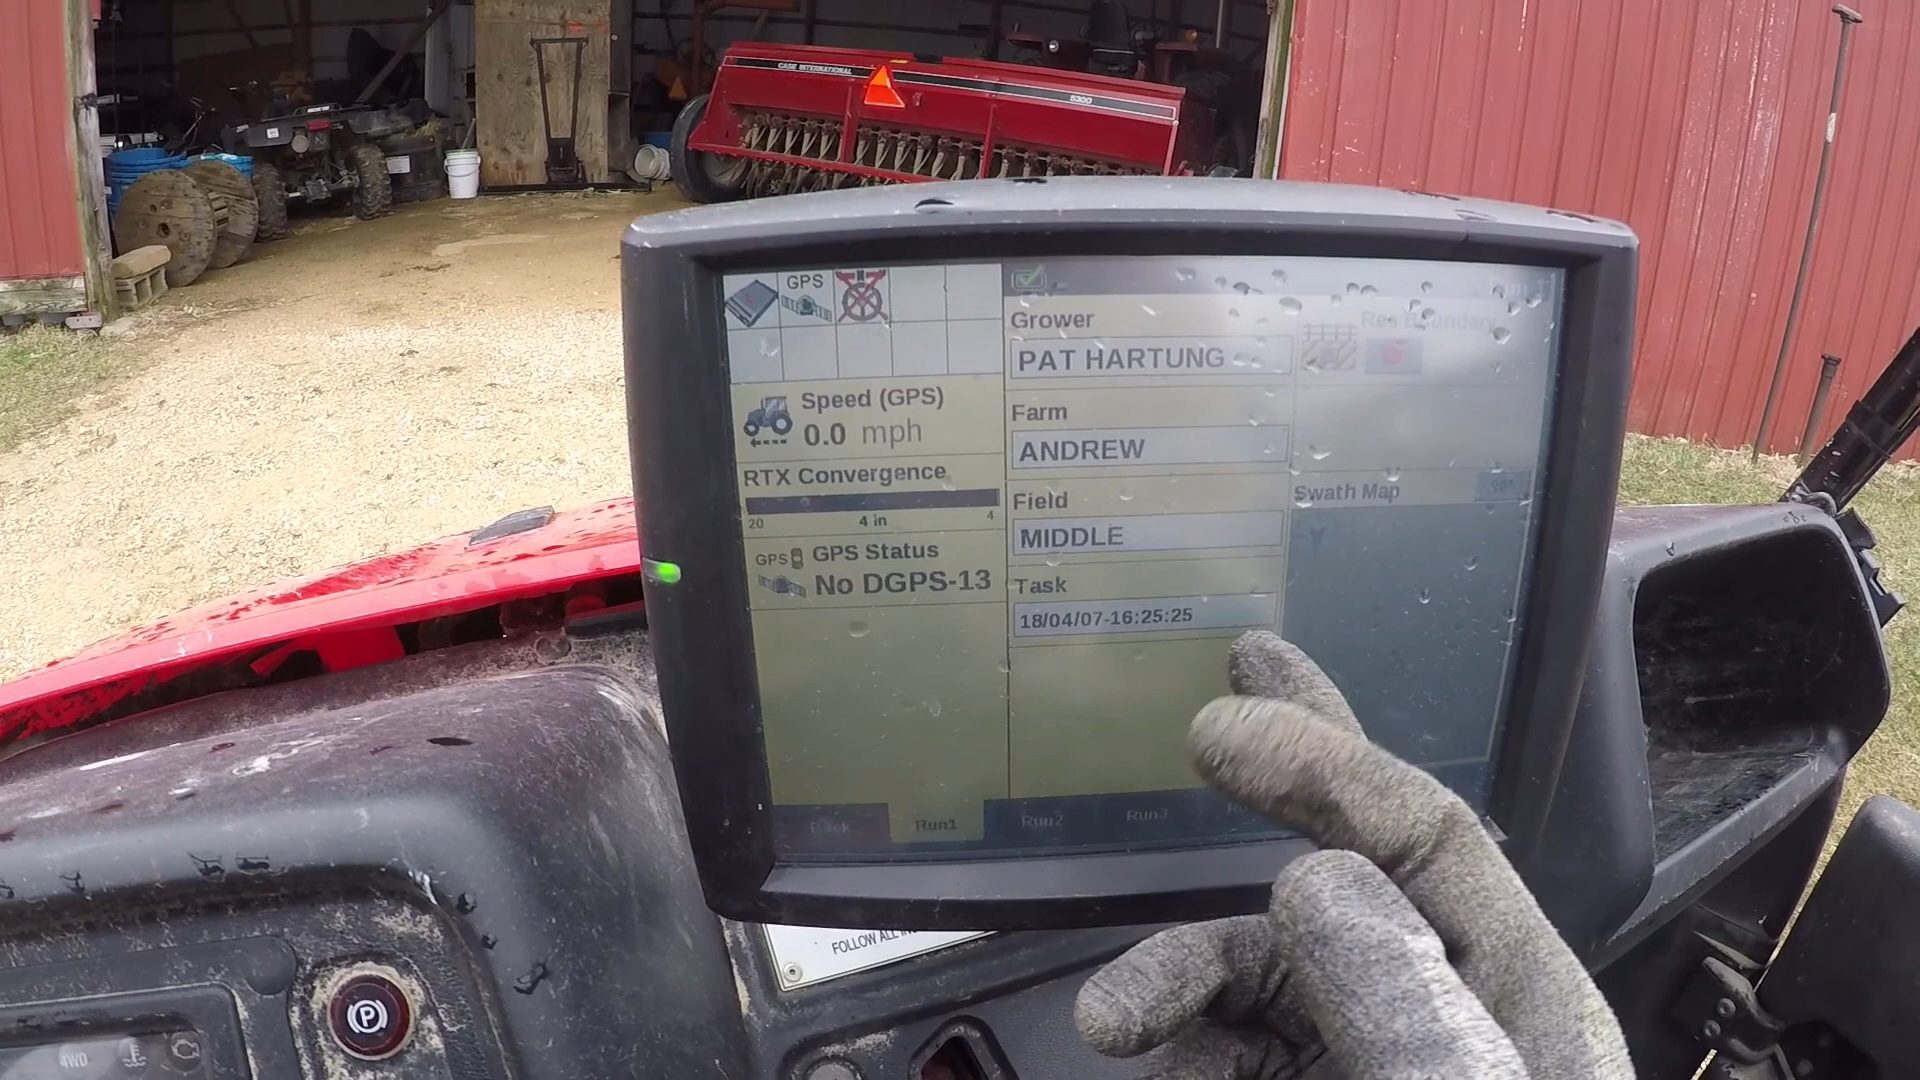 CASE INTERNATIONAL
5300
GPS
Grower
PAT HARTUNG
Res Boundary
Speed (GPS)
0.0 mph
Farm
ANDREW
RTX Convergence
20 4 in 4
Field
MIDDLE
Swath Map
GPS
GPS Status
No DGPS-13
Task
18/04/07-16:25:25
Back
Run1
Run2
Run3
FOLLOW ALL
P
4WD